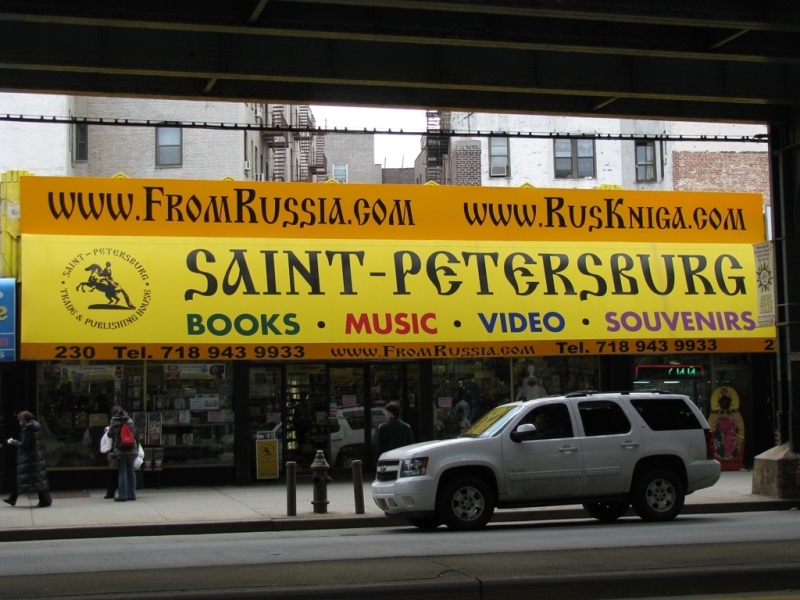 www.FromRussia.com www.RusKniga.com
SAINT-PETERSBURG
SAINT-PETERSBURG
TRADE & PUBLISHING HOUSE
BOOKS • MUSIC • VIDEO • SOUVENIRS
230 Tel. 718 943 9933 www.FromRussia.com Tel. 718 943 9933 2